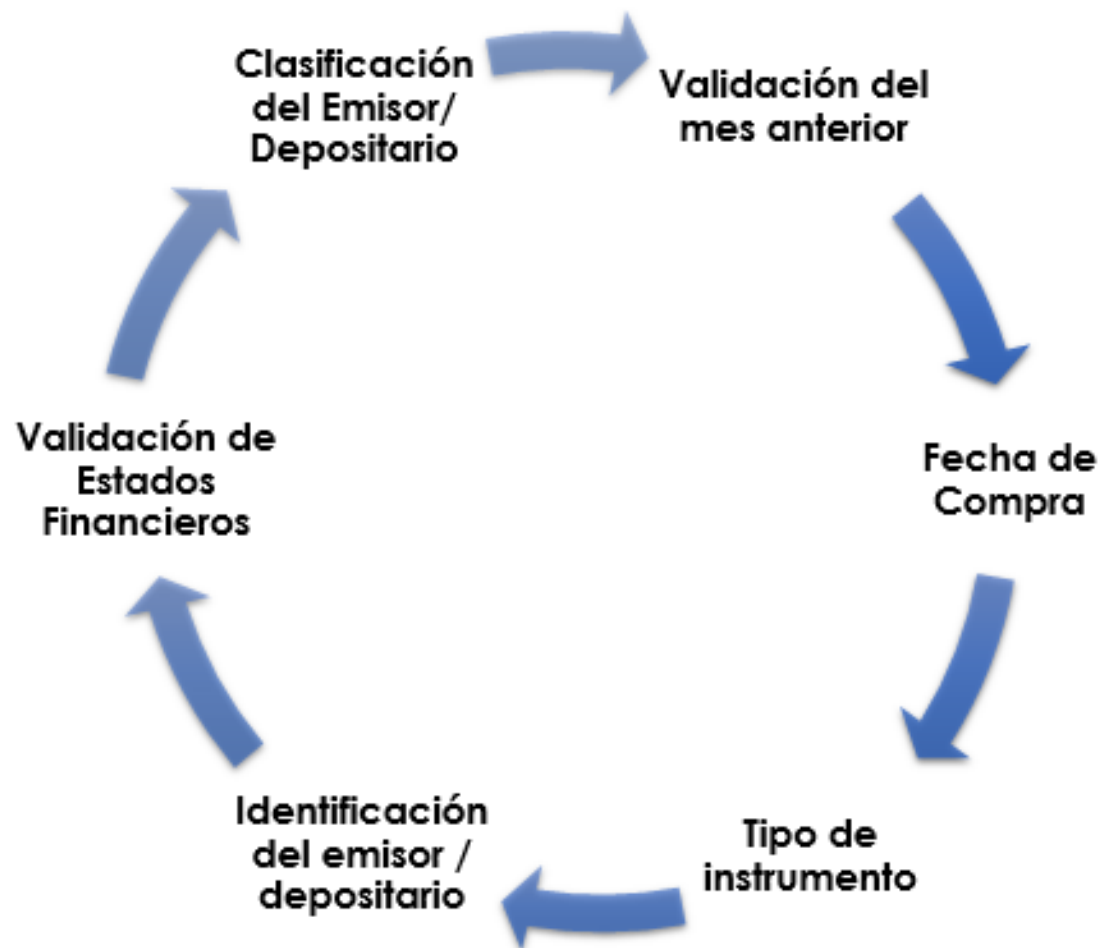 Clasificación
del Emisor/
Depositario
Validación del
mes anterior
Fecha de
Compra
Tipo de
instrumento
Identificación
del emisor /
depositario
Validación de
Estados
Financieros